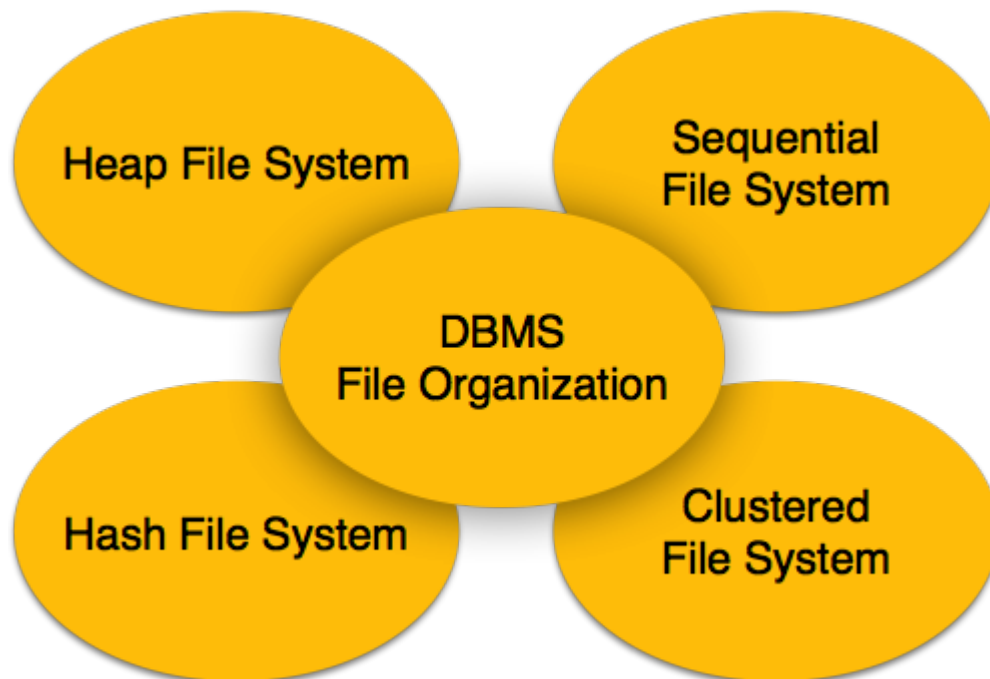 Heap File System
Sequential
File System
DBMS
File Organization
Hash File System
Clustered
File System